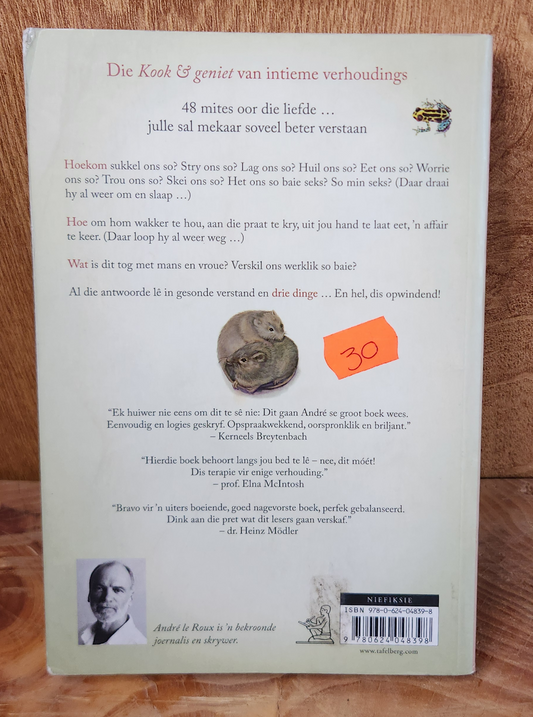 Die Kook & geniet van intieme verhoudings
48 mites oor die liefde …
julle sal mekaar soveel beter verstaan
Hoekom sukkel ons so? Stry ons so? Lag ons so? Huil ons so? Eet ons so? Worrie
ons so? Trou ons so? Skei ons so? Het ons so baie seks? So min seks? (Daar draai
hy al weer om en slaap …)
Hoe om hom wakker te hou, aan die praat te kry, uit jou hand te laat eet, 'n affair
te keer. (Daar loop hy al weer weg …)
Wat is dit tog met mans en vroue? Verskil ons werklik so baie?
Al die antwoorde lê in gesonde verstand en drie dinge … En hel, dis opwindend!
30
“Ek huiwer nie eens om dit te sê nie: Dit gaan André se groot boek wees.
Eenvoudig en logies geskryf. Opspraakwekkend, oorspronklik en briljant.”
– Kerneels Breytenbach
“Hierdie boek behoort langs jou bed te lê – nee, dit móét!
Dis terapie vir enige verhouding.”
– prof. Elna McIntosh
“Bravo vir 'n uiters boeiende, goed nagevorste boek, perfek gebalanseerd.
Dink aan die pret wat dit lesers gaan verskaf.”
– dr. Heinz Mödler
André le Roux is 'n bekroonde
joernalis en skrywer.
NIEFIKSIE
ISBN 978-0-624-04839-8
9 780624 048398
www.tafelberg.com